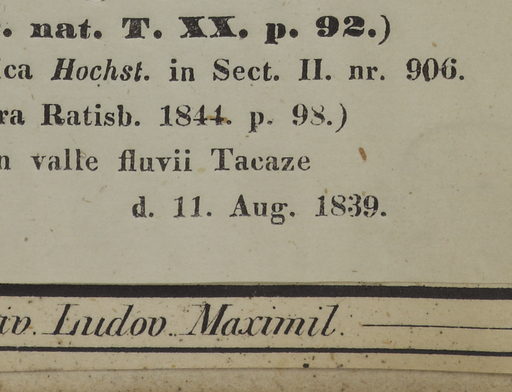 . nat. T. XX. p. 92.)
ica Hochst. in Sect. II. nr. 906.
ra Ratisb. 1844. p. 98.)
n valle fluvii Tacaze
d. 11. Aug. 1839.
av. Ludov. Maximil.